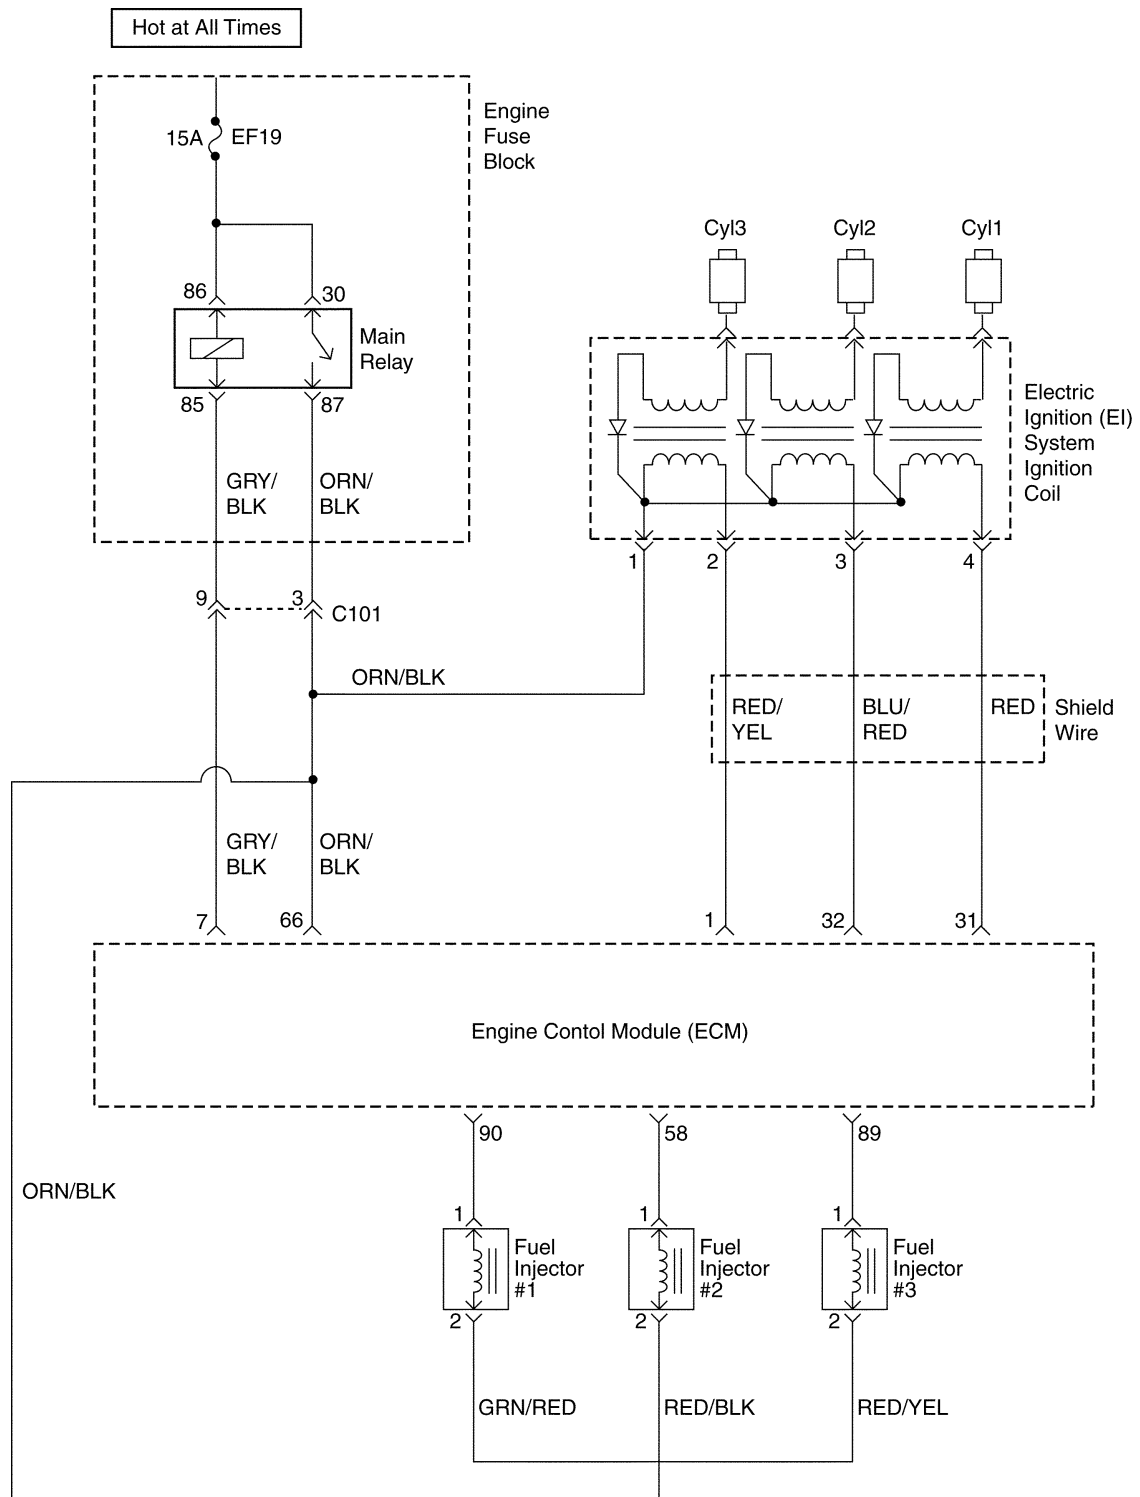 Hot at All Times
Engine
Fuse
Block
15A EF19
86 30
Main
Relay
85 87
GRY/
BLK
ORN/
BLK
9 3 C101
Cyl3 Cyl2 Cyl1
Electric
Ignition (EI)
System
Ignition
Coil
1 2 3 4
ORN/BLK
RED/
YEL
BLU/
RED
RED
Shield
Wire
GRY/
BLK
ORN/
BLK
7 66 1 32 31
Engine Contol Module (ECM)
90 58 89
ORN/BLK
1 1 1
Fuel
Injector
#1
Fuel
Injector
#2
Fuel
Injector
#3
2 2 2
GRN/RED RED/BLK RED/YEL